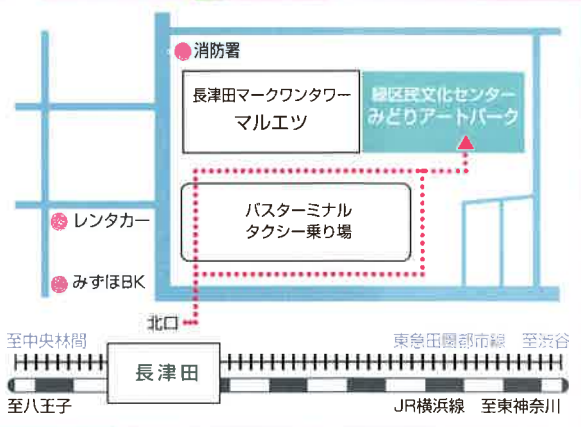 消防署
長津田マークワンタワー
マルエツ
緑区民文化センター
みどりアートパーク
バスターミナル
タクシー乗り場
レンタカー
みずほBK
北口
至中央林間
東急田園都市線 至渋谷
長津田
至八王子
JR横浜線 至東神奈川